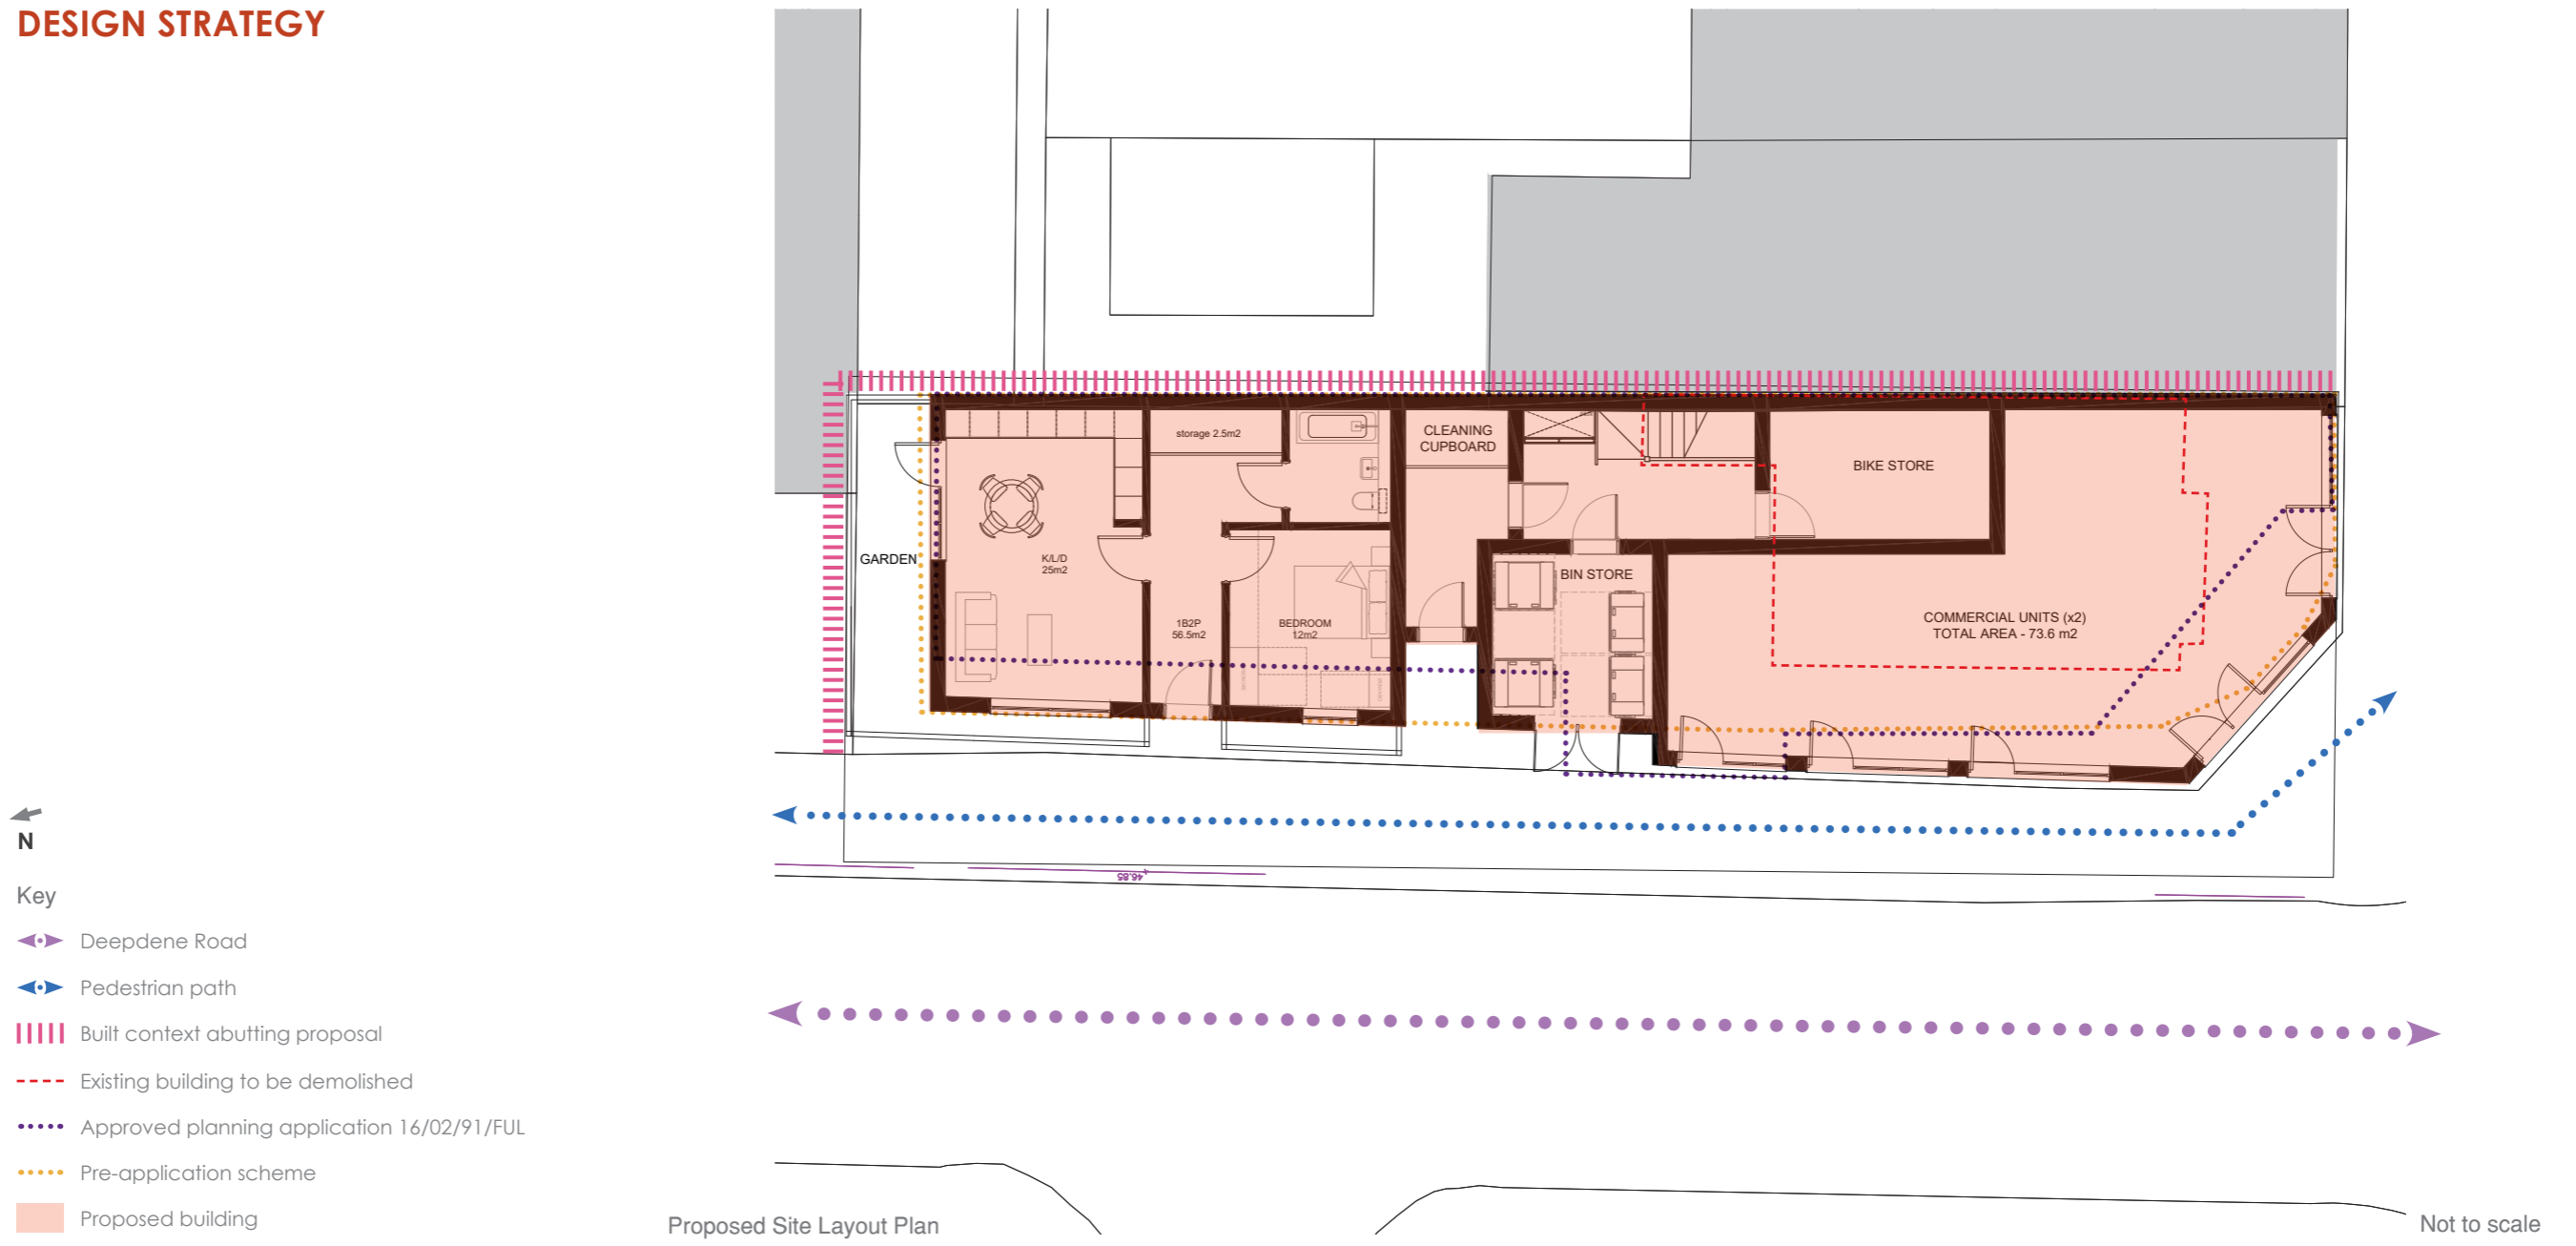 DESIGN STRATEGY
storage 2.5m2
CLEANING
CUPBOARD
BIKE STORE
GARDEN
K/L/D
25m2
BIN STORE
1B2P
56.5m2
BEDROOM
12m2
COMMERCIAL UNITS (x2)
TOTAL AREA - 73.6 m2
46.85
N
Key
Deepdene Road
Pedestrian path
Built context abutting proposal
Existing building to be demolished
Approved planning application 16/02/91/FUL
Pre-application scheme
Proposed building
Proposed Site Layout Plan
Not to scale